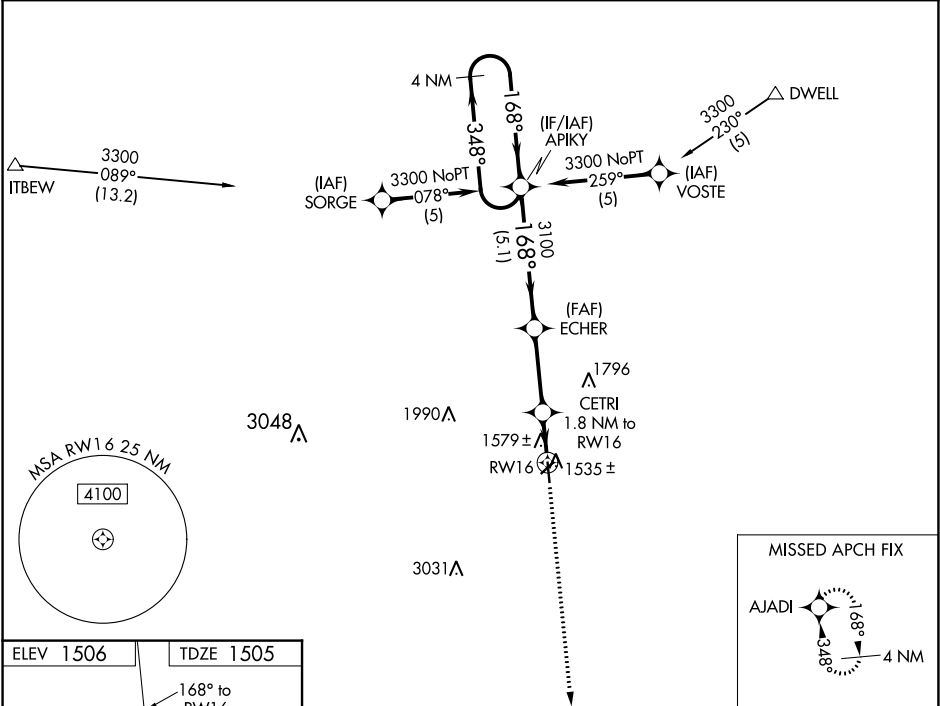 4 NM
168°
348°
(IF/IAF)
APIKY
3300
230°
(5)
DWELL
3300
089°
(13.2)
ITBEW
(IAF)
SORGE
3300 NoPT
078°
(5)
3300 NoPT
259°
(5)
(IAF)
VOSTE
3100
168°
(5.1)
(FAF)
ECHER
1796
CETRI
1.8 NM to
RW16
1990
3048
1579 ±
RW16
1535 ±
MSA RW16 25 NM
4100
3031
MISSED APCH FIX
AJADI
168°
348°
4 NM
ELEV 1506
TDZE 1505
168° to
RW16